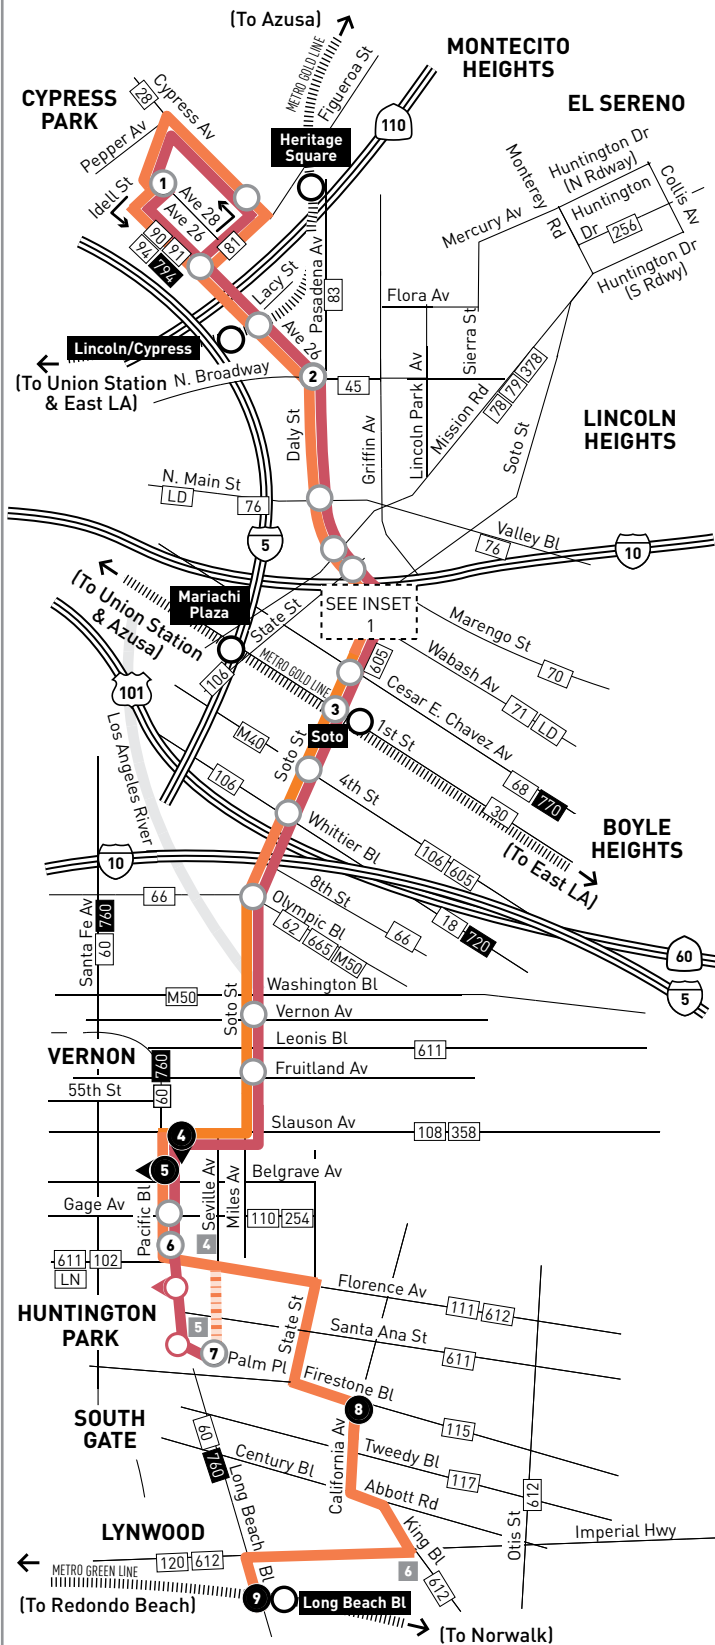 (To Azusa)
METRO GOLD LINE
Figueroa St
MONTECITO
HEIGHTS
CYPRESS
PARK
28
Cypress Av
Pepper Av
110
EL SERENO
Heritage
Square
Huntington Dr
(N Rdway)
Monterey
Rd
Collis Av
Huntington
Dr
256
Mercury Av
Huntington Dr
(S Rdwy)
1
Idell St
Ave 28
Ave 26
90
91
94
794
81
Lacy St
Pasadena Av
83
Flora Av
Sierra St
Ave 26
Lincoln/Cypress
(To Union Station
& East LA)
N. Broadway
2
45
Lincoln Park Av
Mission Rd
78
79
378
Daly St
Griffin Av
Soto St
LINCOLN
HEIGHTS
N. Main St
LD
76
5
Valley Bl
76
10
(To Union Station
& Azusa)
Mariachi
Plaza
State St
SEE INSET
1
Marengo St
70
605
Wabash Av
71
LD
106
METRO GOLD LINE
101
Cesar E. Chavez Av
68
770
3
Soto
1st St
30
Los Angeles River
M40
Soto St
4th St
106
605
106
Whittier Bl
18
720
BOYLE
HEIGHTS
(To East LA)
10
66
8th St
66
Olympic Bl
62
665
M50
60
5
Santa Fe Av
760
60
Washington Bl
M50
Soto St
Vernon Av
Leonis Bl
611
VERNON
760
60
Fruitland Av
55th St
Slauson Av
108
358
4
5
Belgrave Av
Pacific Bl
Seville Av
Miles Av
Gage Av
110
254
6
4
611
102
LN
Florence Av
111
612
HUNTINGTON
PARK
5
State St
Santa Ana St
611
7
Palm Pl
Firestone Bl
115
8
SOUTH
GATE
60
760
Century Bl
Long Beach Bl
California Av
Tweedy Bl
117
Abbott Rd
Otis St
612
LYNWOOD
King Bl
Imperial Hwy
120
612
6
612
METRO GREEN LINE
(To Redondo Beach)
9
Long Beach Bl
(To Norwalk)